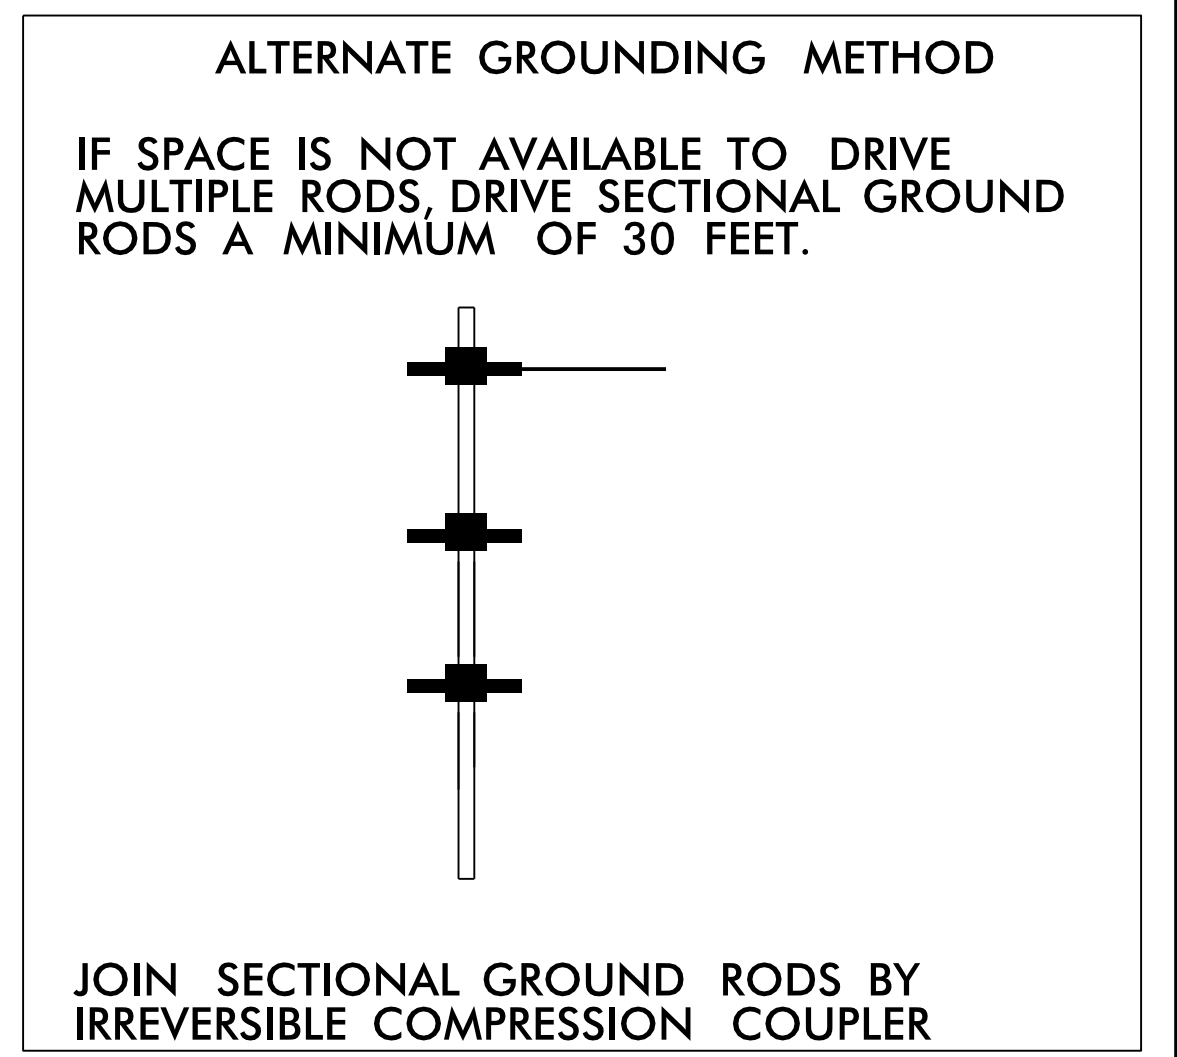 ALTERNATE GROUNDING METHOD
IF SPACE IS NOT AVAILABLE TO DRIVE
MULTIPLE RODS, DRIVE SECTIONAL GROUND
RODS A MINIMUM OF 30 FEET.
JOIN SECTIONAL GROUND RODS BY
IRREVERSIBLE COMPRESSION COUPLER